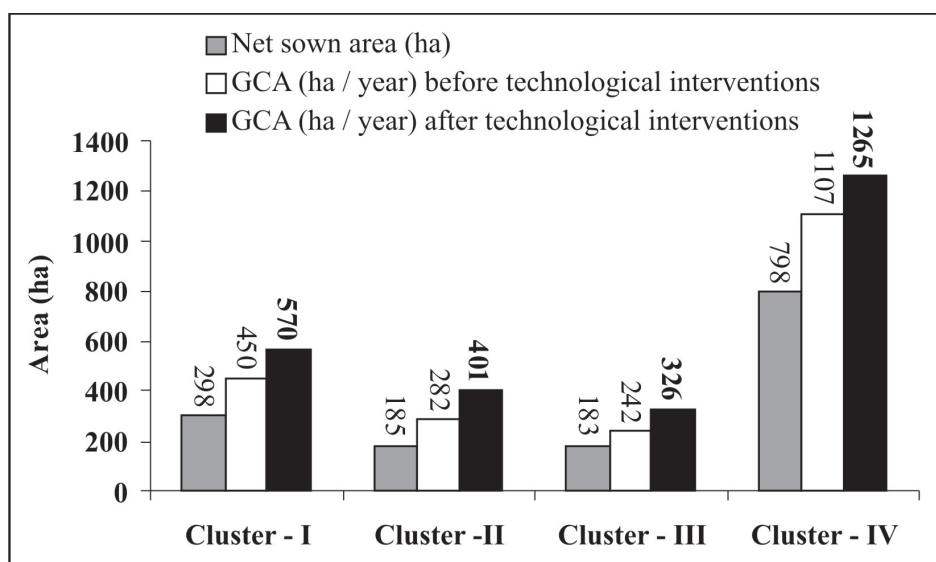 Net sown area (ha)
GCA (ha / year) before technological interventions
GCA (ha / year) after technological interventions
Area (ha)
1400
1200
1000
800
600
400
200
0
298
450
570
185
282
401
183
242
326
798
1107
1265
Cluster - I
Cluster -II
Cluster - III
Cluster - IV